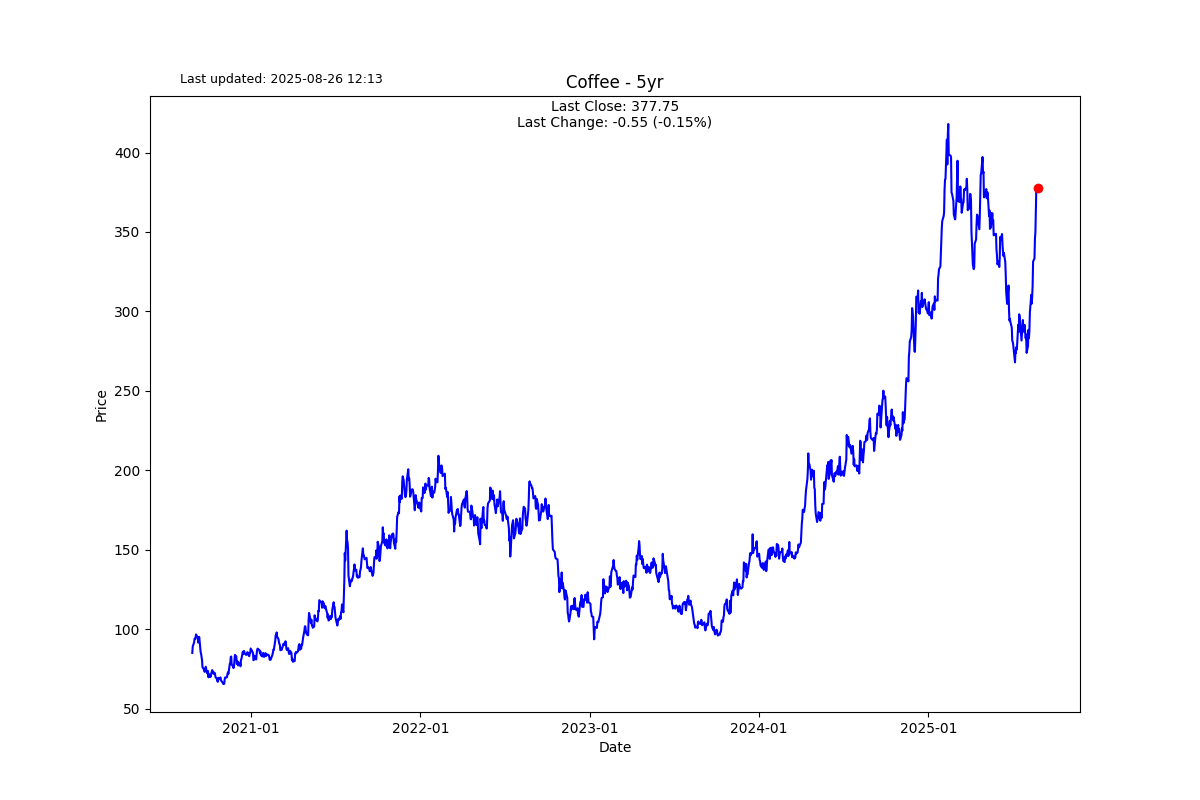 Last updated: 2025-08-26 12:13
Coffee - 5yr
Last Close: 377.75
Last Change: -0.55 (-0.15%)
400
350
300
250
200
150
100
50
Price
2021-01
2022-01
2023-01
2024-01
2025-01
Date